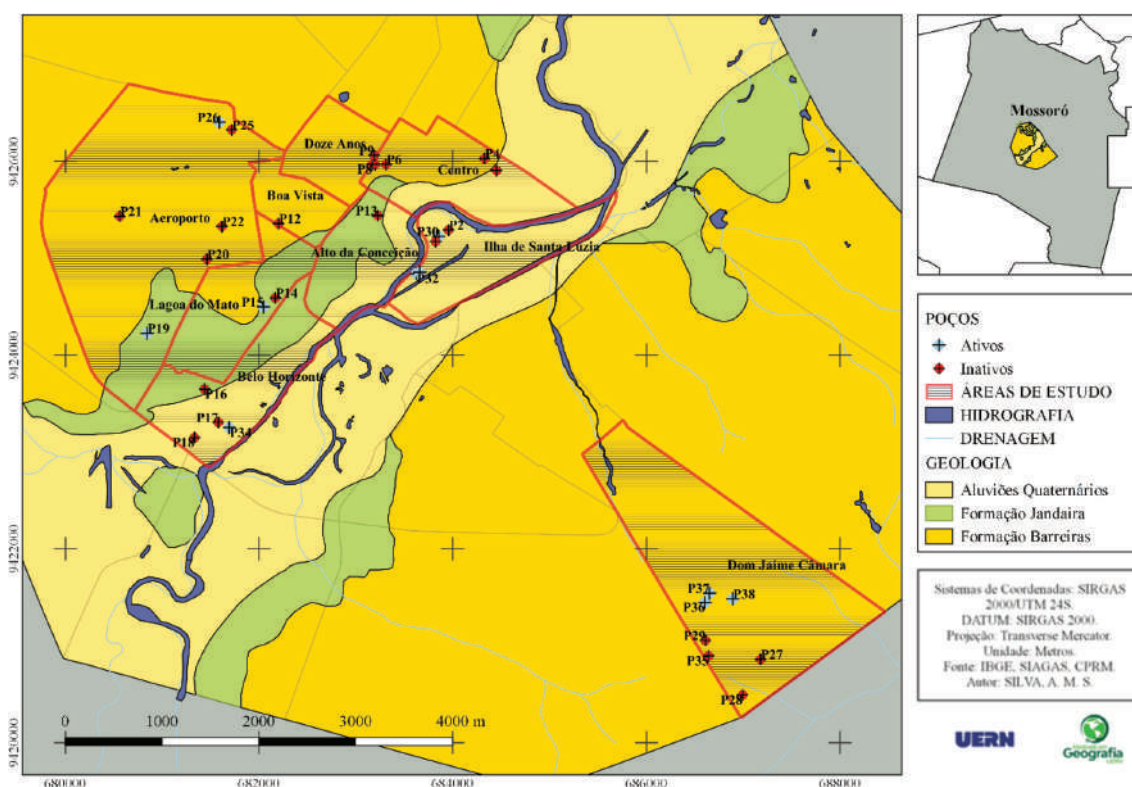 P26
P25
Doze Anos
P9
P8
P6
P4
Centro
Boa Vista
P21
Aeroporto
P22
P12
P13
P30
P2
Alto da Conceição
Ilha de Santa Luzia
P20
P32
Lagoa do Mato
P15
P14
P19
Belo Horizonte
P16
P17
P34
P18
Dom Jaime Câmara
P37
P36
P38
P29
P35
P27
P28
9426000
9424000
9422000
9420000
0 1000 2000 3000 4000 m
680000 682000 684000 686000 688000
Mossoró
POÇOS
Ativos
Inativos
ÁREAS DE ESTUDO
HIDROGRAFIA
DRENAGEM
GEOLOGIA
Aluviões Quaternários
Formação Jandaira
Formação Barreiras
Sistemas de Coordenadas: SIRGAS
2000/UTM 24S.
DATUM: SIRGAS 2000.
Projeção: Transverse Mercator.
Unidade: Metros.
Fonte: IBGE, SIAGAS, CPRM.
Autor: SILVA, A. M. S.
UERN
Geografia